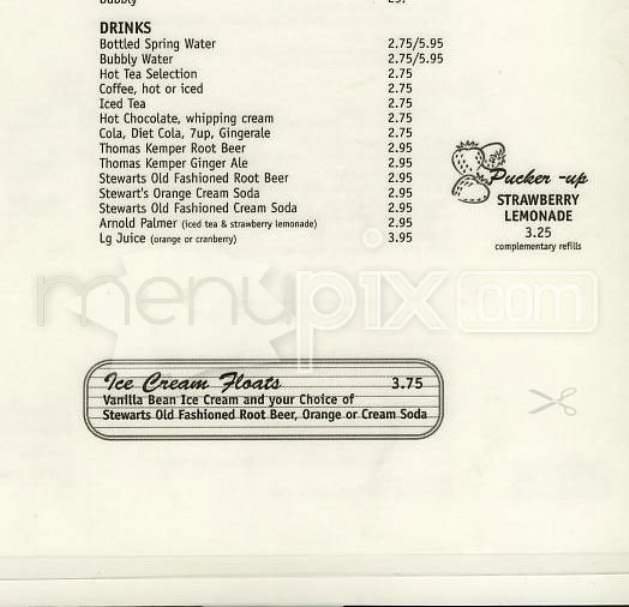 Bubbly 29.
DRINKS
Bottled Spring Water 2.75/5.95
Bubbly Water 2.75/5.95
Hot Tea Selection 2.75
Coffee, hot or iced 2.75
Iced Tea 2.75
Hot Chocolate, whipping cream 2.75
Cola, Diet Cola, 7up, Gingerale 2.75
Thomas Kemper Root Beer 2.95
Thomas Kemper Ginger Ale 2.95
Stewarts Old Fashioned Root Beer 2.95
Stewart's Orange Cream Soda 2.95
Stewarts Old Fashioned Cream Soda 2.95
Arnold Palmer (iced tea & strawberry lemonade) 2.95
Lg Juice (orange or cranberry) 3.95
Pucker -up
STRAWBERRY
LEMONADE
3.25
complementary refills
menupix.com
Ice Cream Floats 3.75
Vanilla Bean Ice Cream and your Choice of
Stewarts Old Fashioned Root Beer, Orange or Cream Soda